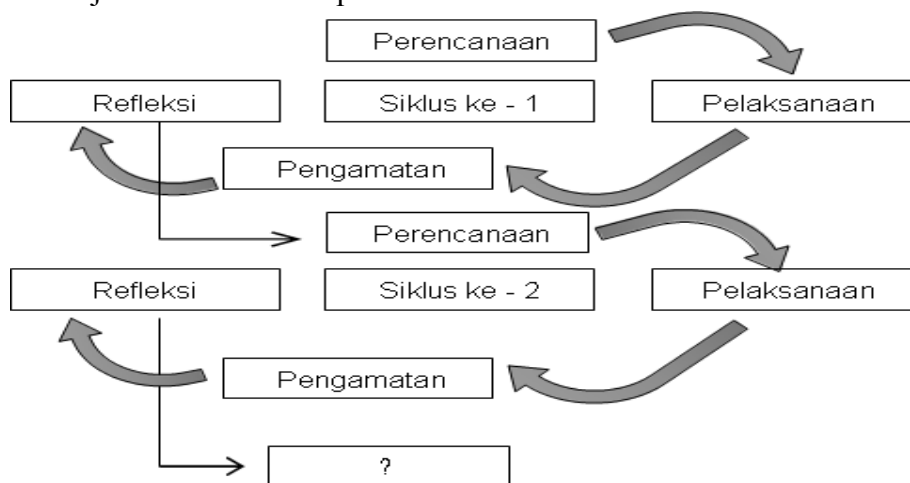 Perencanaan
Refleksi
Siklus ke - 1
Pelaksanaan
Pengamatan
Perencanaan
Refleksi
Siklus ke - 2
Pelaksanaan
Pengamatan
?